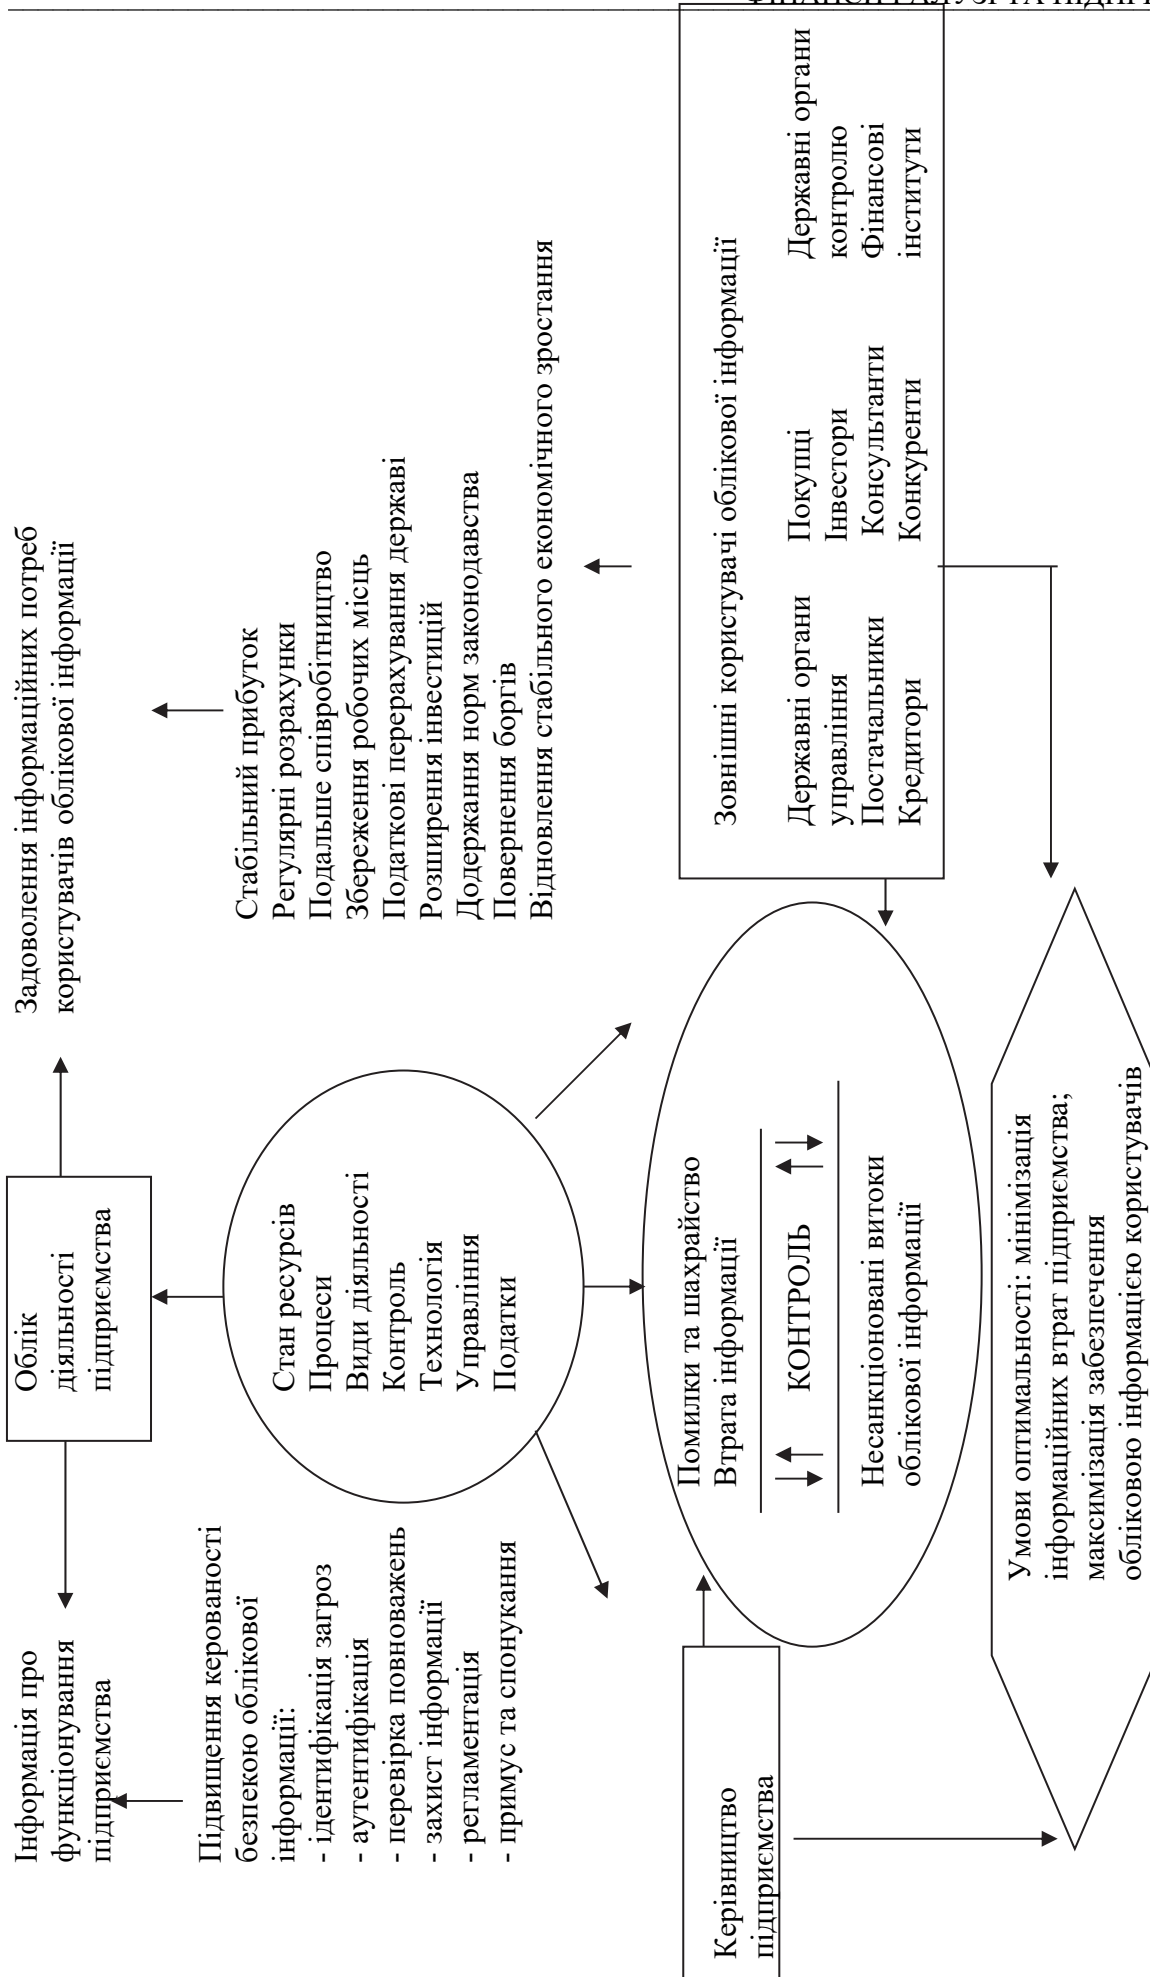 Інформація про
функціонування
підприємства
Облік
діяльності
підприємства
Задоволення інформаційних потреб
користувачів облікової інформації
Підвищення керованості
безпекою облікової
інформації:
- ідентифікація загроз
- аутентифікація
- перевірка повноважень
- захист інформації
- регламентація
- примус та спонукання
Стан ресурсів
Процеси
Види діяльності
Контроль
Технологія
Управління
Податки
Стабільний прибуток
Регулярні розрахунки
Подальше співробітництво
Збереження робочих місць
Податкові перерахування державі
Розширення інвестицій
Додержання норм законодавства
Повернення боргів
Відновлення стабільного економічного зростання
Керівництво
підприємства
Помилки та шахрайство
Втрата інформації
КОНТРОЛЬ
Несанкціоновані витоки
облікової інформації
Зовнішні користувачі облікової інформації
Державні органи
управління
Постачальники
Кредитори
Покупці
Інвестори
Консультанти
Конкуренти
Державні органи
контролю
Фінансові
інститути
Умови оптимальності: мінімізація
інформаційних втрат підприємства;
максимізація забезпечення
обліковою інформацією користувачів